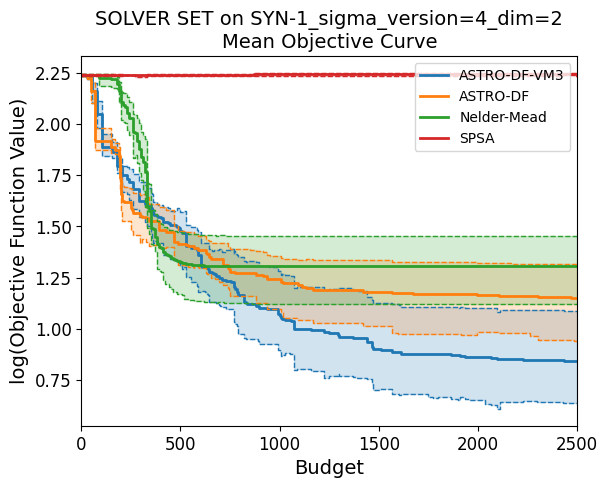 SOLVER SET on SYN-1_sigma_version=4_dim=2
Mean Objective Curve
log(Objective Function Value)
2.25
2.00
1.75
1.50
1.25
1.00
0.75
ASTRO-DF-VM3
ASTRO-DF
Nelder-Mead
SPSA
0 500 1000 1500 2000 2500
Budget